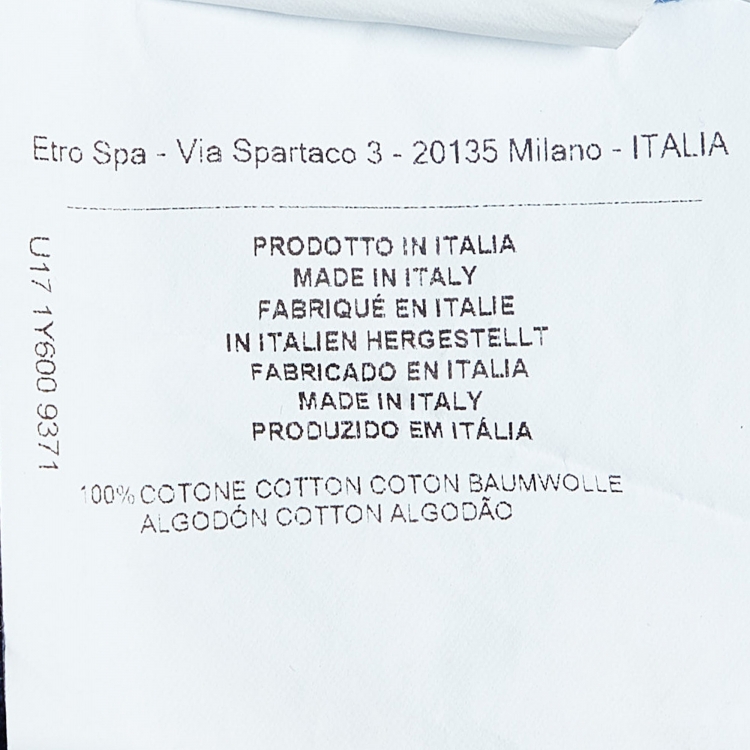 Etro Spa - Via Spartaco 3 - 20135 Milano - ITALIA
U17 1Y600 9371
PRODOTTO IN ITALIA
MADE IN ITALY
FABRIQUÉ EN ITALIE
IN ITALIEN HERGESTELLT
FABRICADO EN ITALIA
MADE IN ITALY
PRODUZIDO EM ITÁLIA
100% COTONE COTTON COTON BAUMWOLLE
ALGODÓN COTTON ALGODÃO